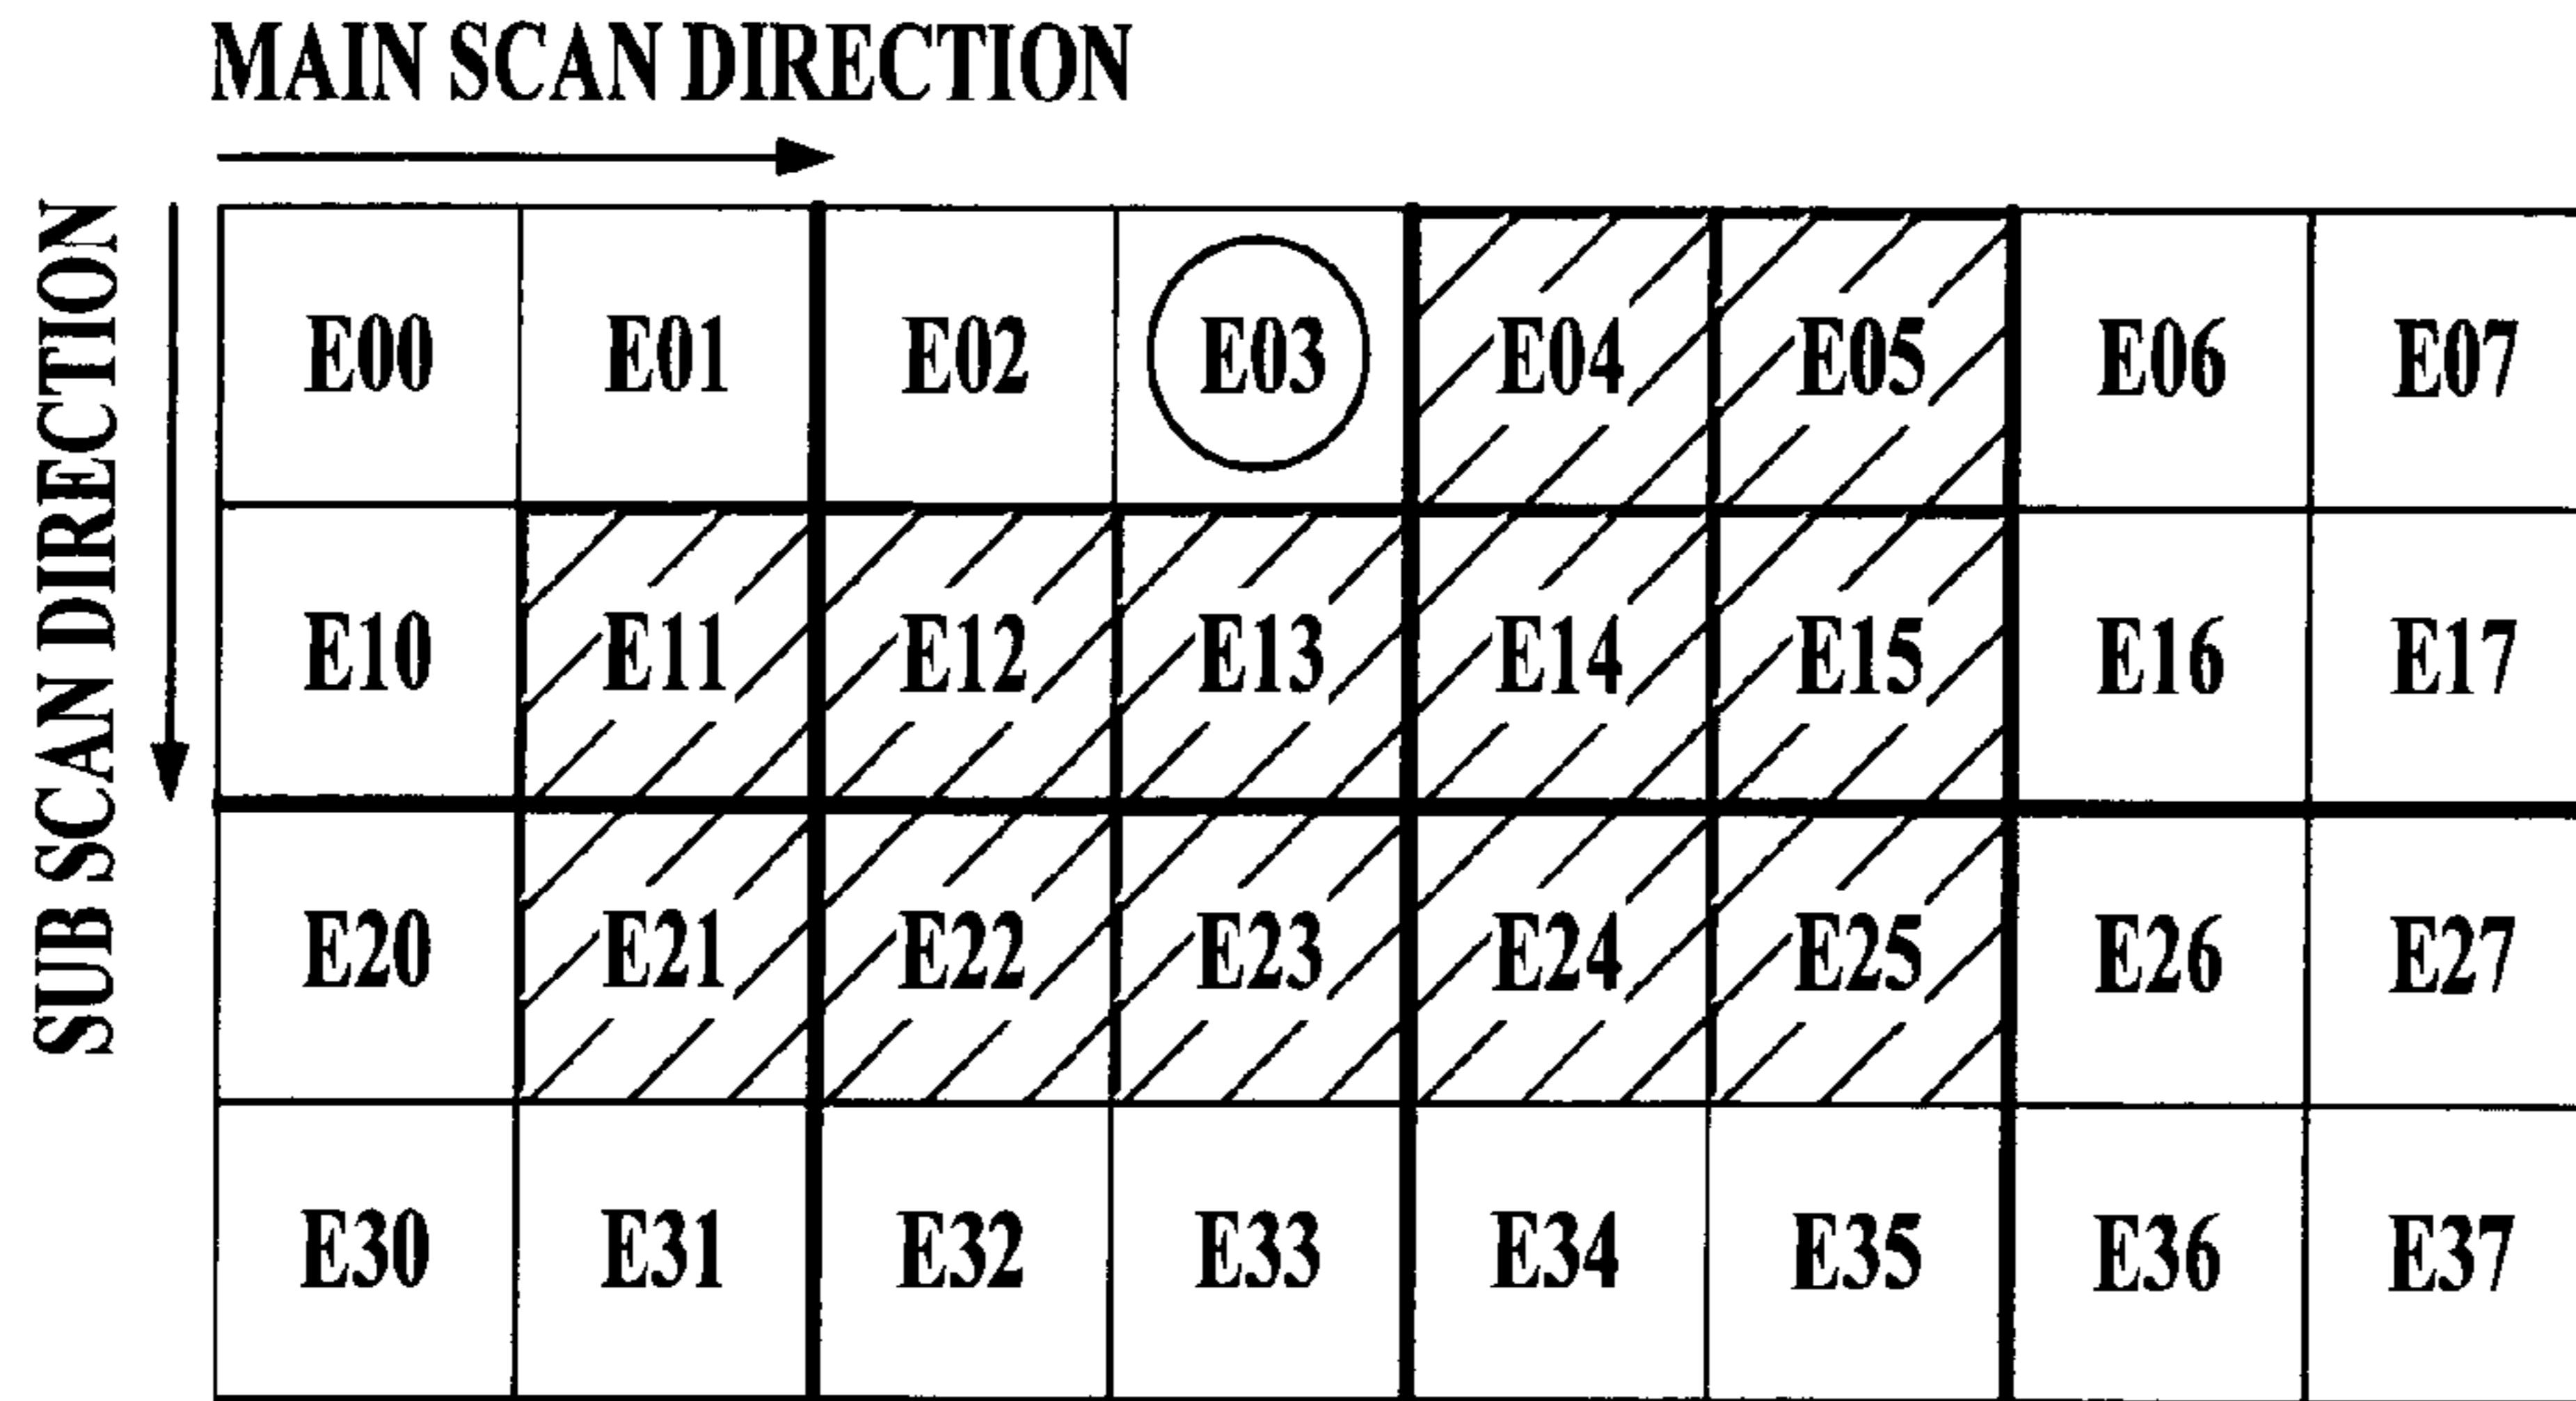 MAIN SCAN DIRECTION
SUB SCAN DIRECTION
E00 E01 E02 E03 E04 E05 E06 E07
E10 E11 E12 E13 E14 E15 E16 E17
E20 E21 E22 E23 E24 E25 E26 E27
E30 E31 E32 E33 E34 E35 E36 E37